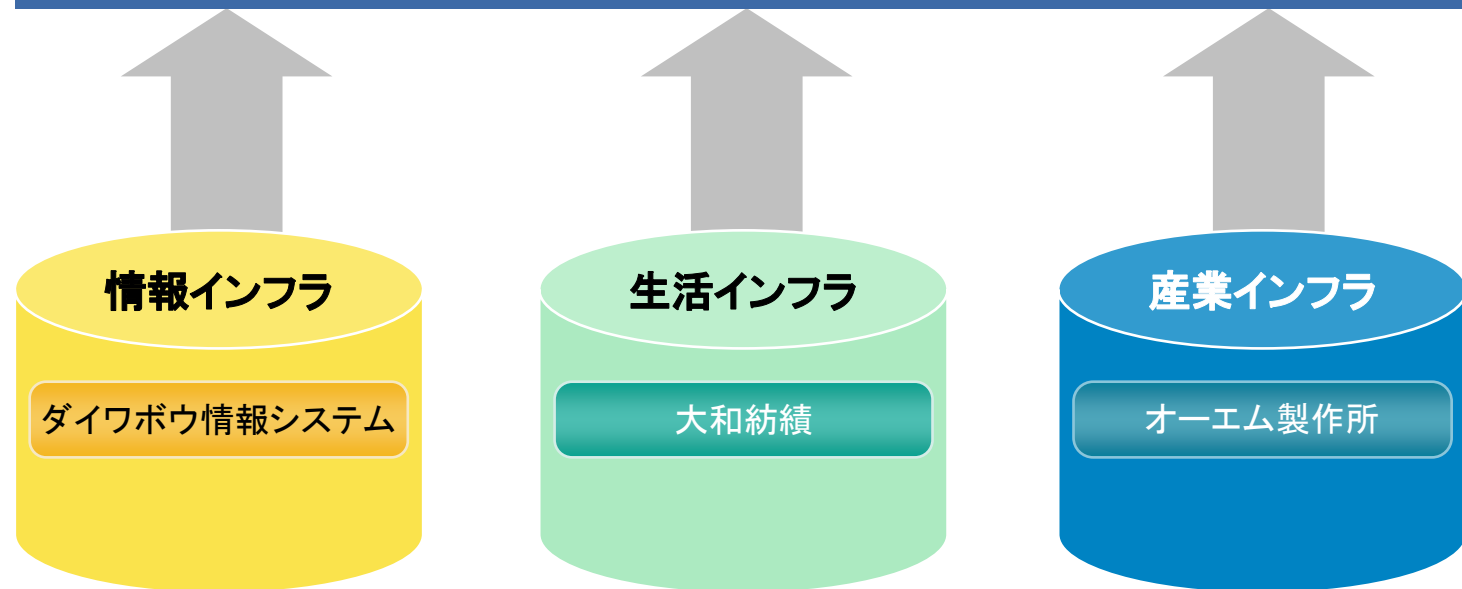 情報インフラ
生活インフラ
産業インフラ
ダイワボウ情報システム
大和紡績
オーエム製作所